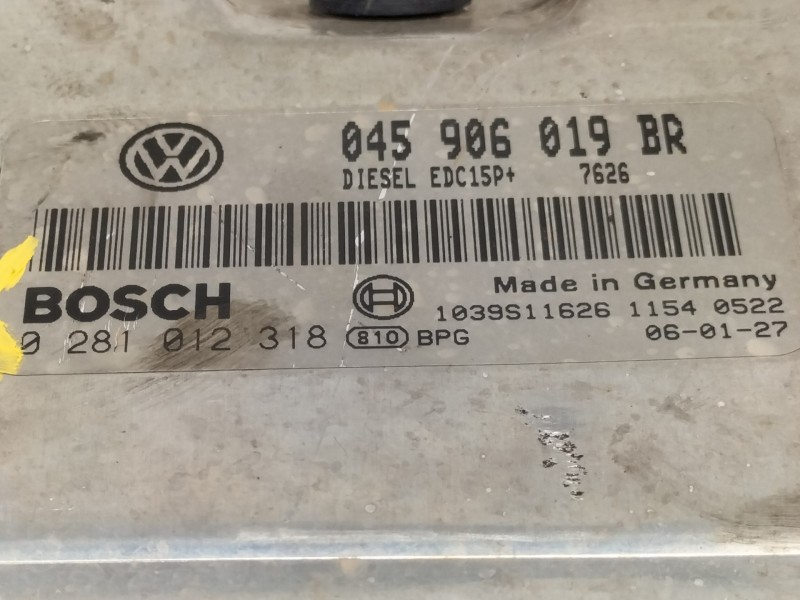 VW
045 906 019 BR
DIESEL EDC15P+ 7626
BOSCH
Made in Germany
1039S11626 1154 0522
0 281 012 318 810 BPG
06-01-27